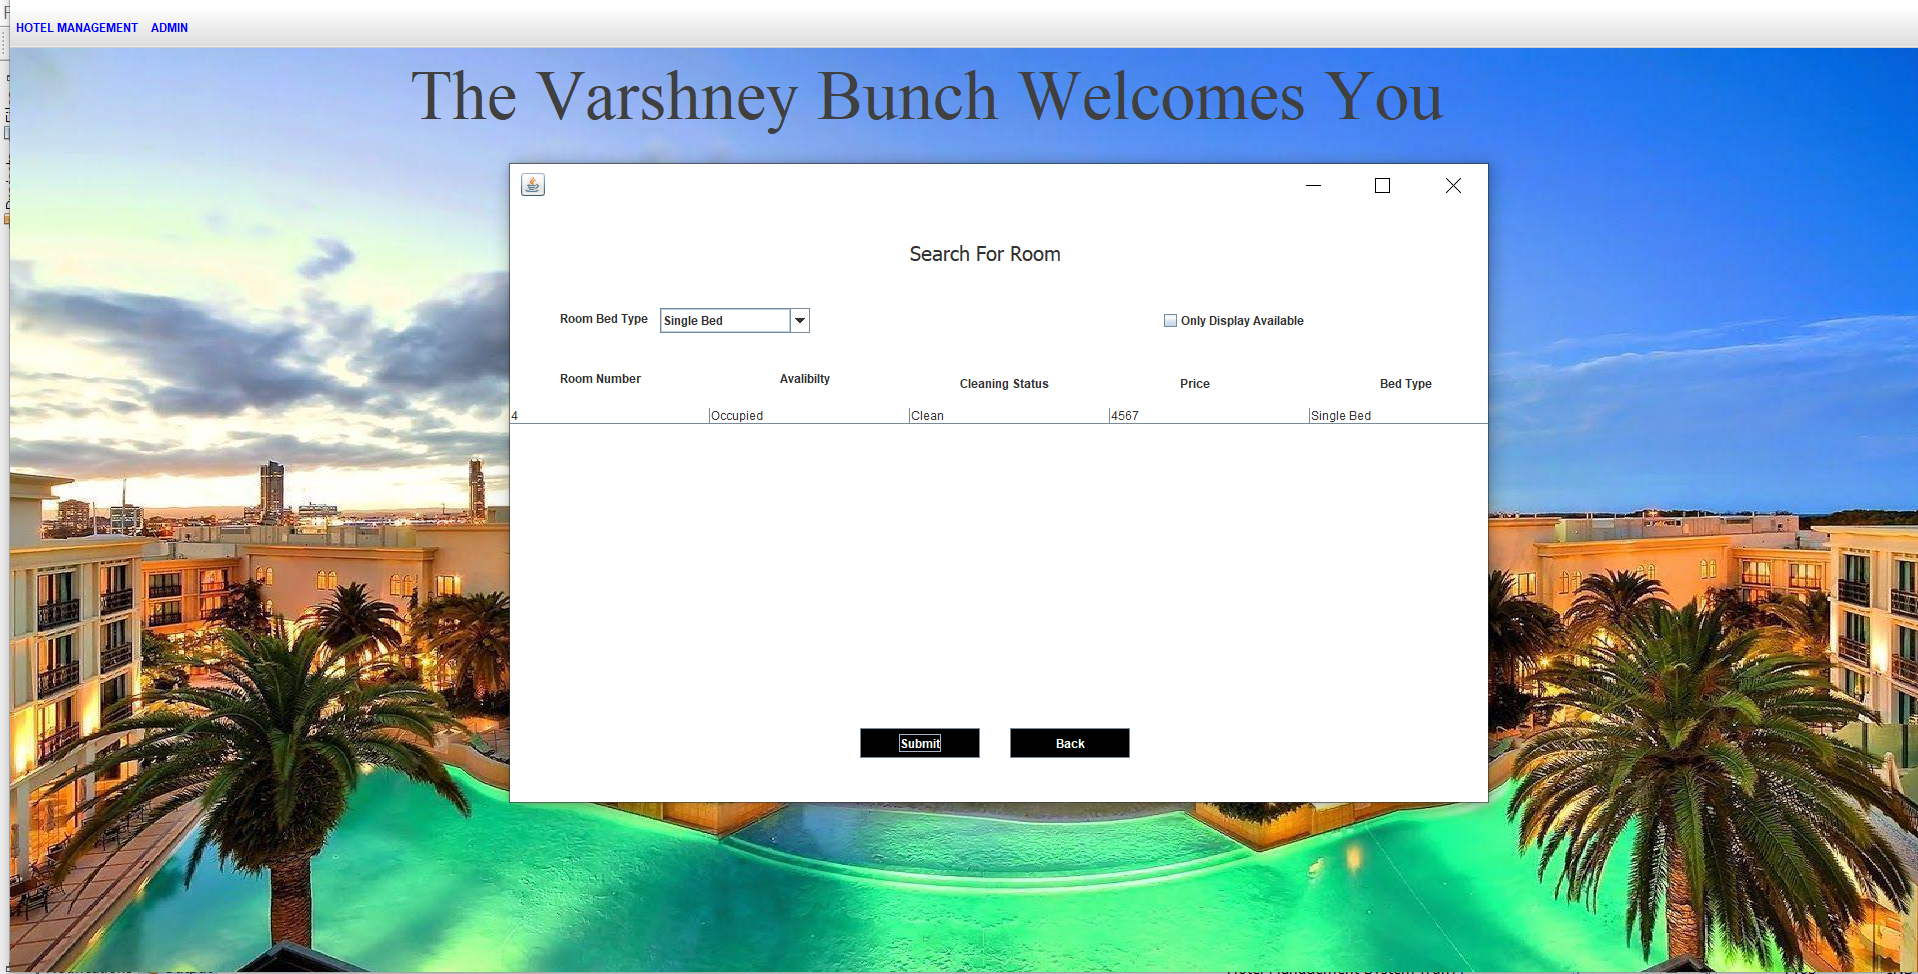 HOTEL MANAGEMENT ADMIN
The Varshney Bunch Welcomes You
Search For Room
Room Bed Type Single Bed Only Display Available
Room Number Avalibilty Cleaning Status Price Bed Type
4 Occupied Clean 4567 Single Bed
Submit Back